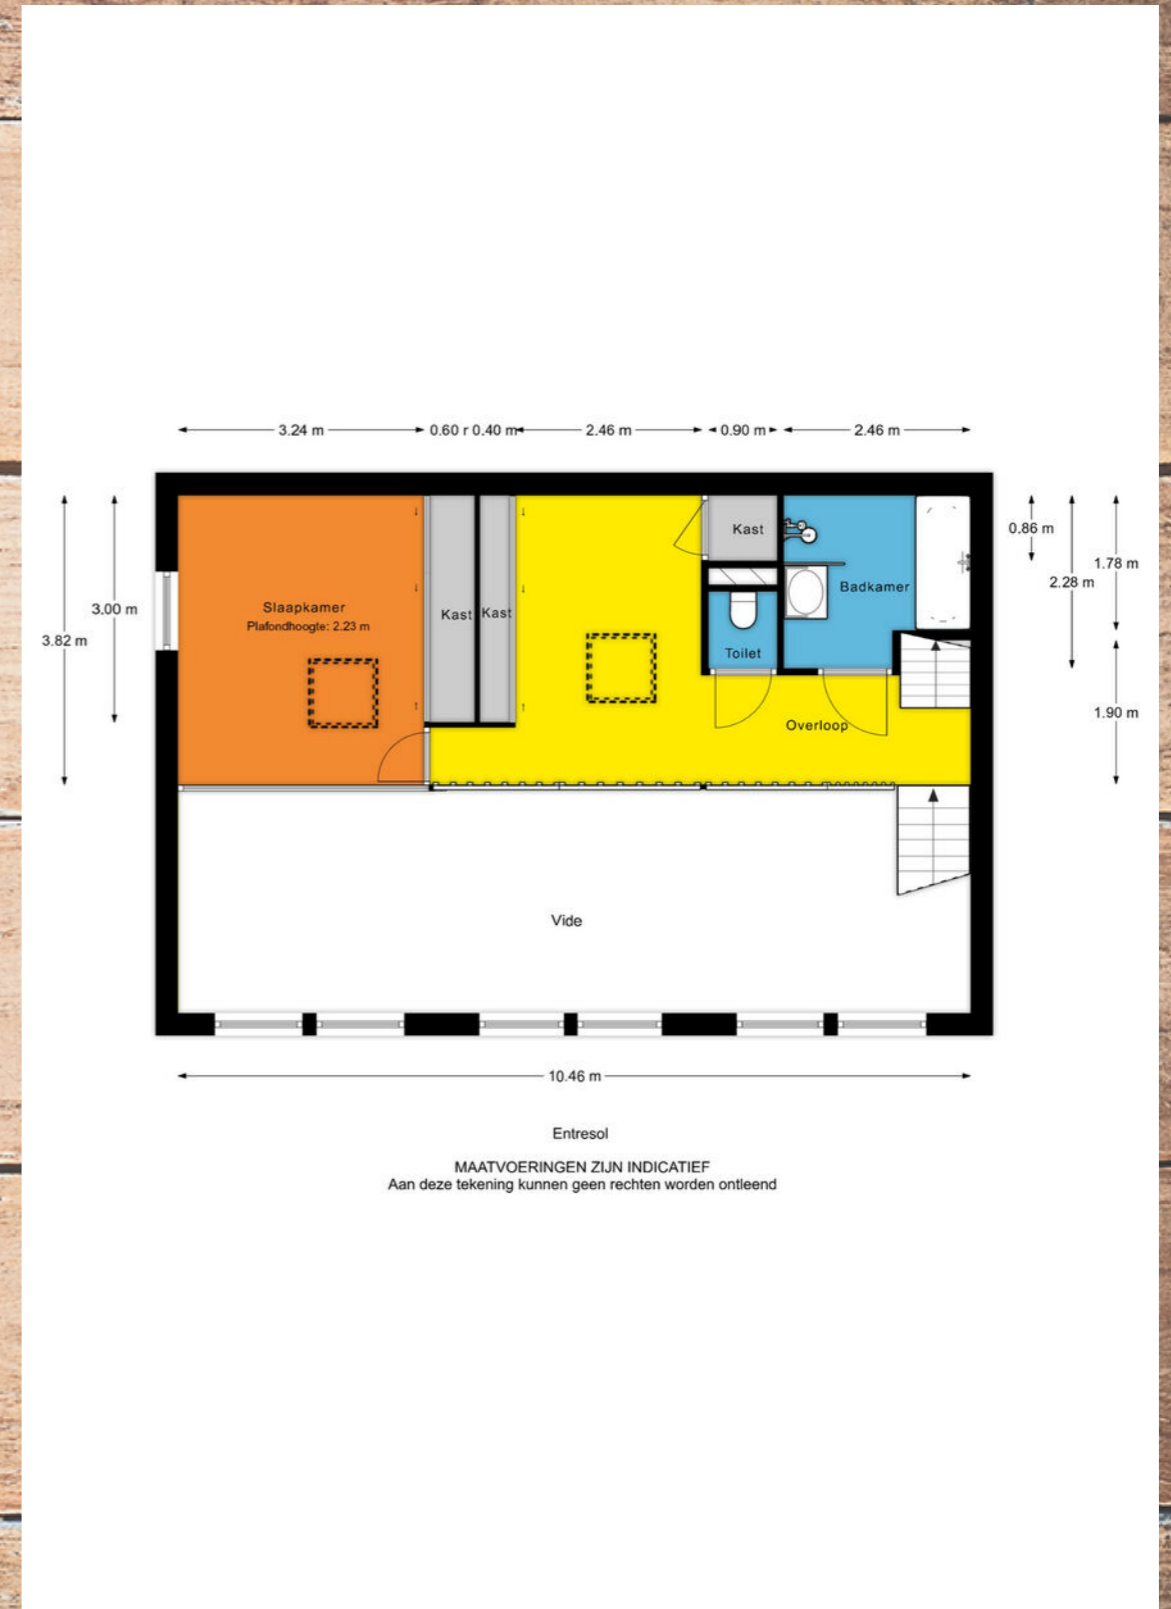 3.24 m
0.60 r 0.40 m
2.46 m
0.90 m
2.46 m
3.82 m
3.00 m
0.86 m
2.28 m
1.78 m
1.90 m
Slaapkamer
Plafondhoogte: 2.23 m
Kast
Kast
Kast
Toilet
Badkamer
Overloop
Vide
10.46 m
Entresol
MAATVOERINGEN ZIJN INDICATIEF
Aan deze tekening kunnen geen rechten worden ontleend